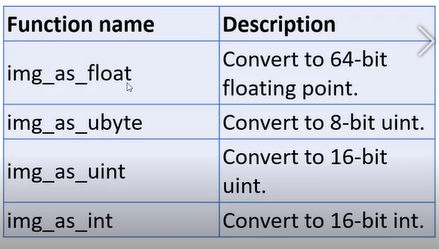 Function name Description
img_as_float Convert to 64-bit
floating point.
img_as_ubyte Convert to 8-bit uint.
img_as_uint Convert to 16-bit
uint.
img_as_int Convert to 16-bit int.